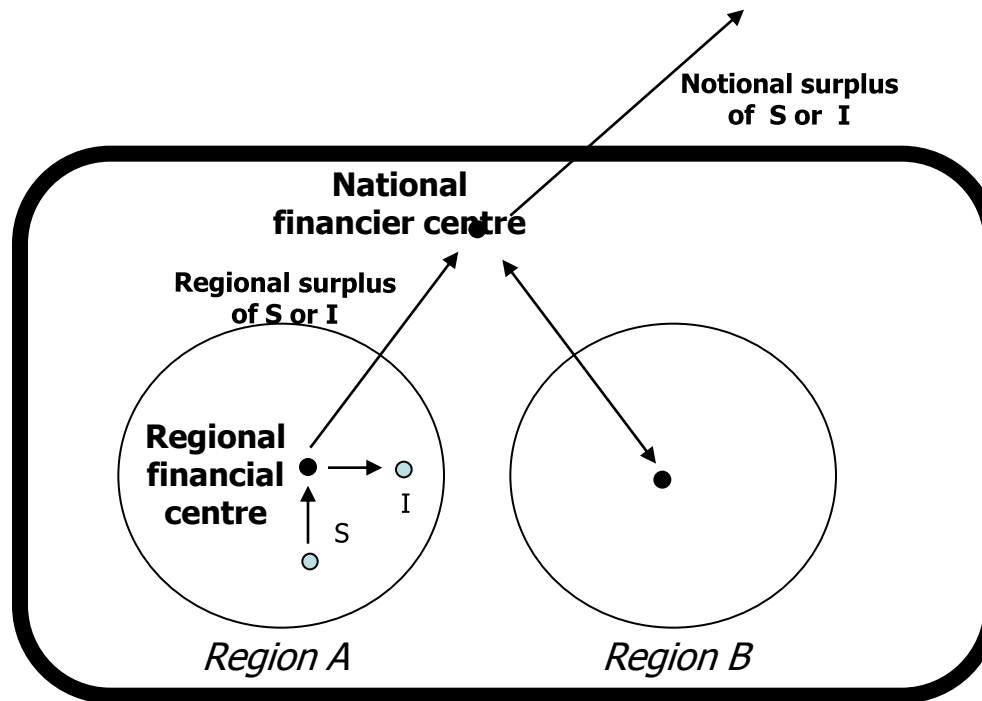 Notional surplus
of S or I
National
financier centre
Regional surplus
of S or I
Regional
financial
centre
I
S
Region A
Region B